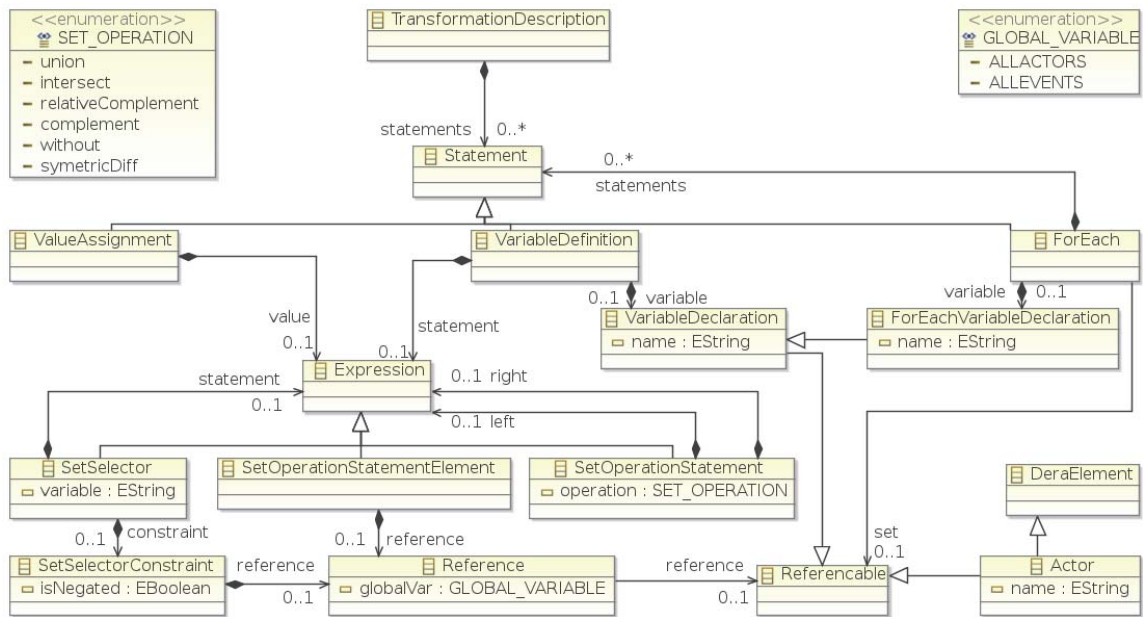 <<enumeration>>
SET_OPERATION
union
intersect
relativeComplement
complement
without
symetricDiff
TransformationDescription
<<enumeration>>
GLOBAL_VARIABLE
ALLACTORS
ALLEVENTS
statements 0..*
Statement
0..*
statements
ValueAssignment
VariableDefinition
ForEach
value
0..1
statement
0..1
0..1 variable
variable 0..1
VariableDeclaration
name : EString
ForEachVariableDeclaration
name : EString
Expression
statement
0..1
0..1 right
0..1 left
SetSelector
variable : EString
SetOperationStatementElement
SetOperationStatement
operation : SET_OPERATION
DeraElement
0..1 constraint
0..1 reference
set
0..1
SetSelectorConstraint
isNegated : EBoolean
reference
0..1
Reference
globalVar : GLOBAL_VARIABLE
reference
0..1
Referencable
Actor
name : EString